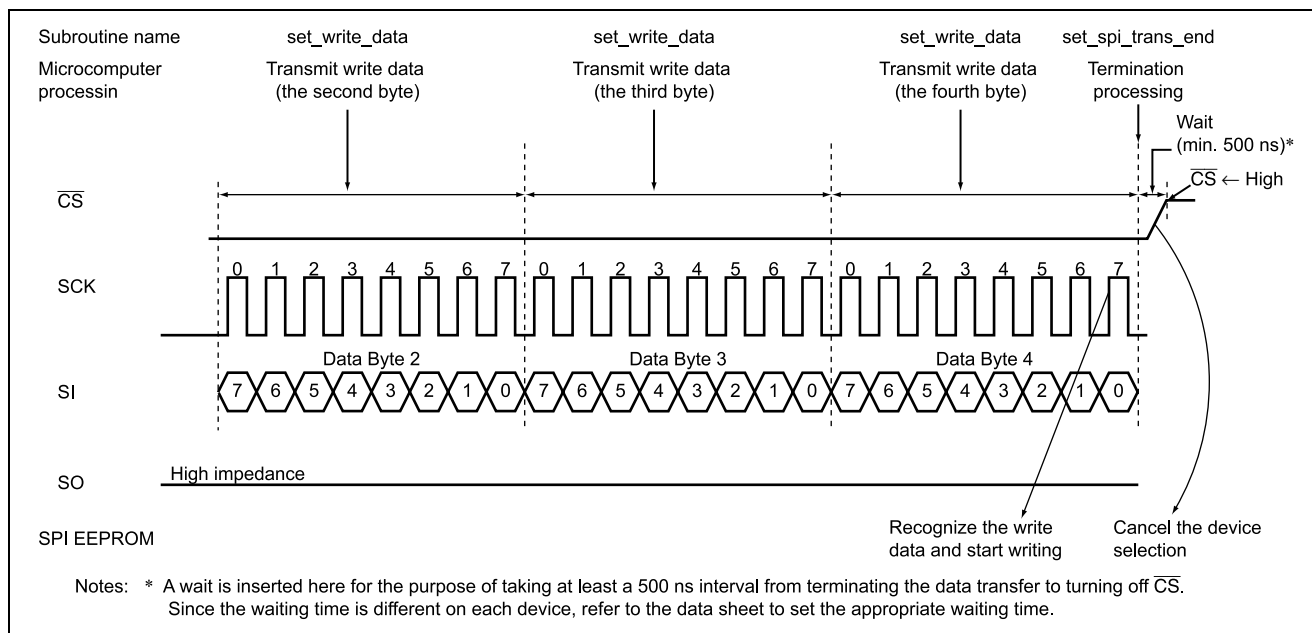 Subroutine name set_write_data set_write_data set_write_data set_spi_trans_end
Microcomputer Transmit write data Transmit write data Transmit write data Termination
processin (the second byte) (the third byte) (the fourth byte) processing
Wait
(min. 500 ns)*
CS CS ← High
0 1 2 3 4 5 6 7 0 1 2 3 4 5 6 7 0 1 2 3 4 5 6 7
SCK
Data Byte 2 Data Byte 3 Data Byte 4
SI 7 6 5 4 3 2 1 0 7 6 5 4 3 2 1 0 7 6 5 4 3 2 1 0
High impedance
SO
Recognize the write Cancel the device
SPI EEPROM data and start writing selection
Notes: * A wait is inserted here for the purpose of taking at least a 500 ns interval from terminating the data transfer to turning off CS.
Since the waiting time is different on each device, refer to the data sheet to set the appropriate waiting time.